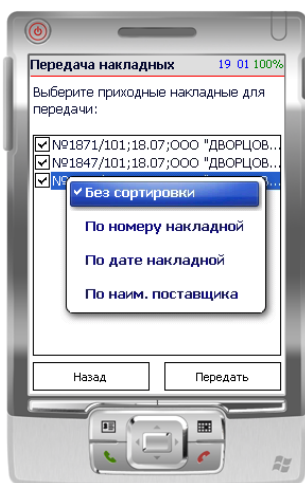 Передача накладных 19 01 100%
Выберите приходные накладные для
передачи:
№1871/101;18.07;ООО "ДВОРЦОВ...
№1847/101;18.07;ООО "ДВОРЦОВ...
Без сортировки
По номеру накладной
По дате накладной
По наим. поставщика
Назад Передать